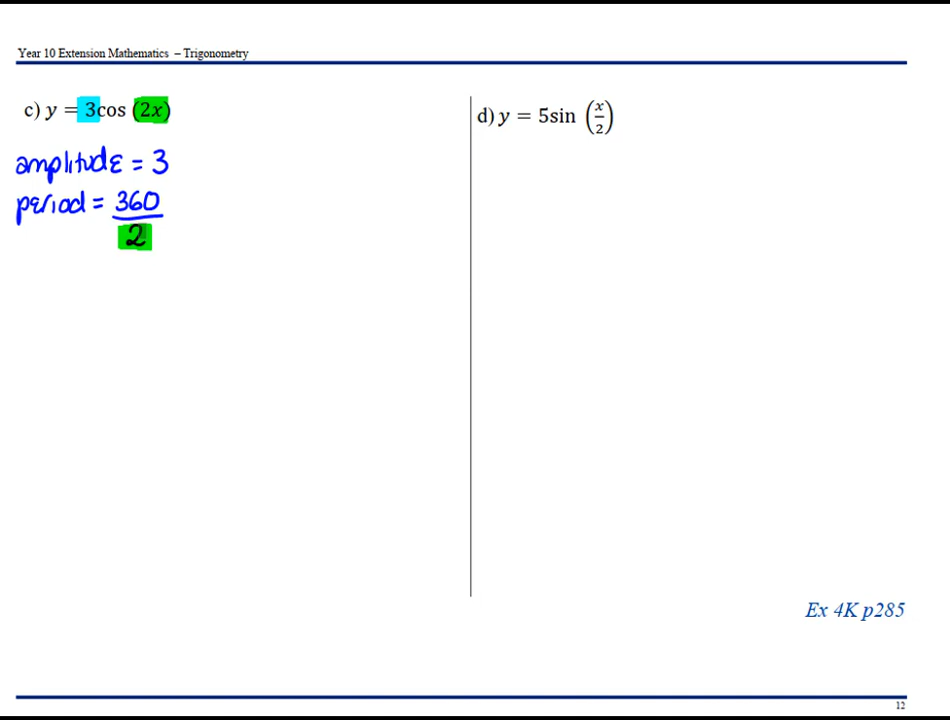 Year 10 Extension Mathematics – Trigonometry
c) y = 3cos (2x)
amplitude = 3
period = 360
2
d) y = 5sin (x/2)
Ex 4K p285
12